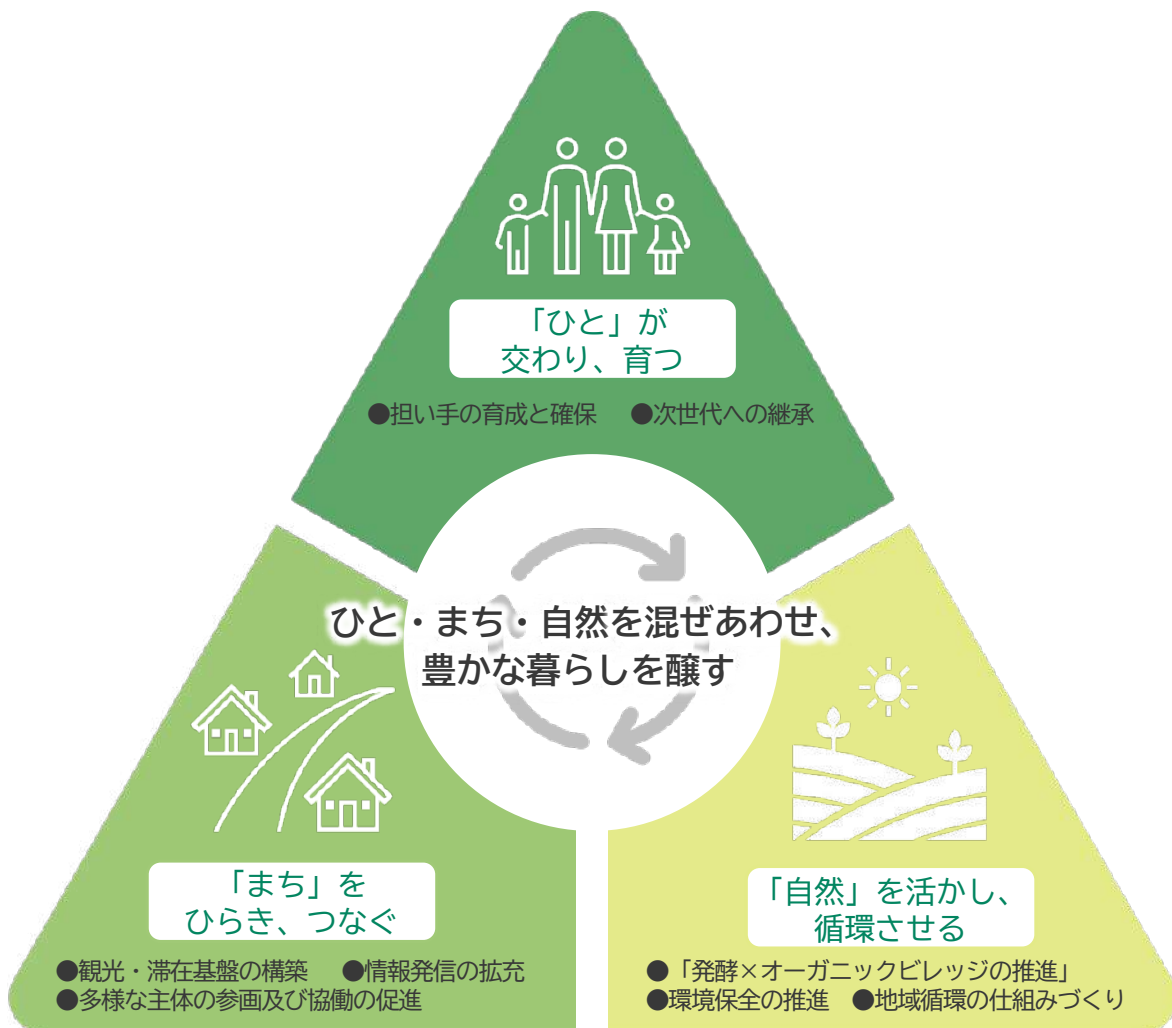 「ひと」が
交わり、育つ
●担い手の育成と確保 ●次世代への継承
ひと・まち・自然を混ぜあわせ、
豊かな暮らしを醸す
「まち」を
ひらき、つなぐ
●観光・滞在基盤の構築 ●情報発信の拡充
●多様な主体の参画及び協働の促進
「自然」を活かし、
循環させる
●「発酵×オーガニックビレッジの推進」
●環境保全の推進 ●地域循環の仕組みづくり